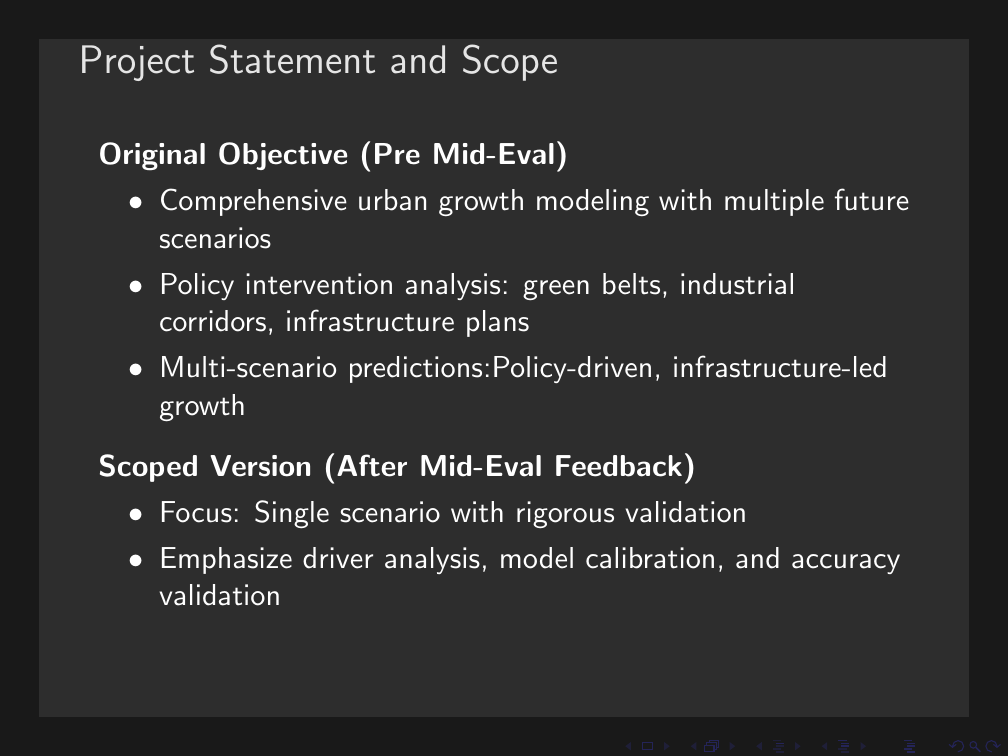 Project Statement and Scope
Original Objective (Pre Mid-Eval)
• Comprehensive urban growth modeling with multiple future
scenarios
• Policy intervention analysis: green belts, industrial
corridors, infrastructure plans
• Multi-scenario predictions:Policy-driven, infrastructure-led
growth
Scoped Version (After Mid-Eval Feedback)
• Focus: Single scenario with rigorous validation
• Emphasize driver analysis, model calibration, and accuracy
validation